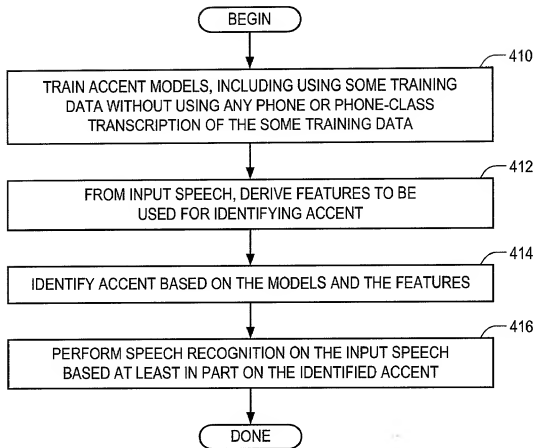 BEGIN
410
TRAIN ACCENT MODELS, INCLUDING USING SOME TRAINING
DATA WITHOUT USING ANY PHONE OR PHONE-CLASS
TRANSCRIPTION OF THE SOME TRAINING DATA
412
FROM INPUT SPEECH, DERIVE FEATURES TO BE
USED FOR IDENTIFYING ACCENT
414
IDENTIFY ACCENT BASED ON THE MODELS AND THE FEATURES
416
PERFORM SPEECH RECOGNITION ON THE INPUT SPEECH
BASED AT LEAST IN PART ON THE IDENTIFIED ACCENT
DONE